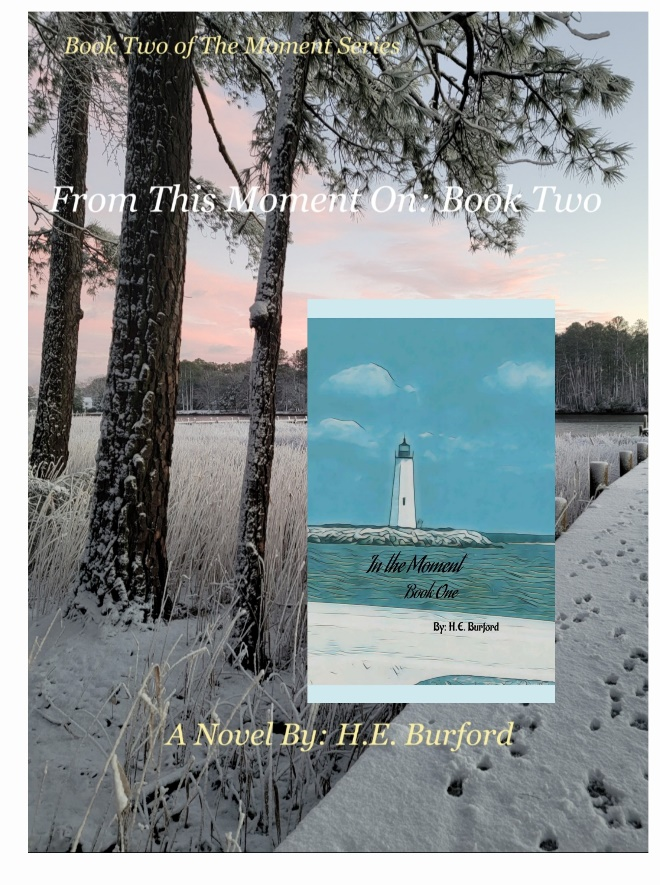 Book Two of The Moment Series
From This Moment On: Book Two
In the Moment
Book One
By: H.E. Burford
A Novel By: H.E. Burford